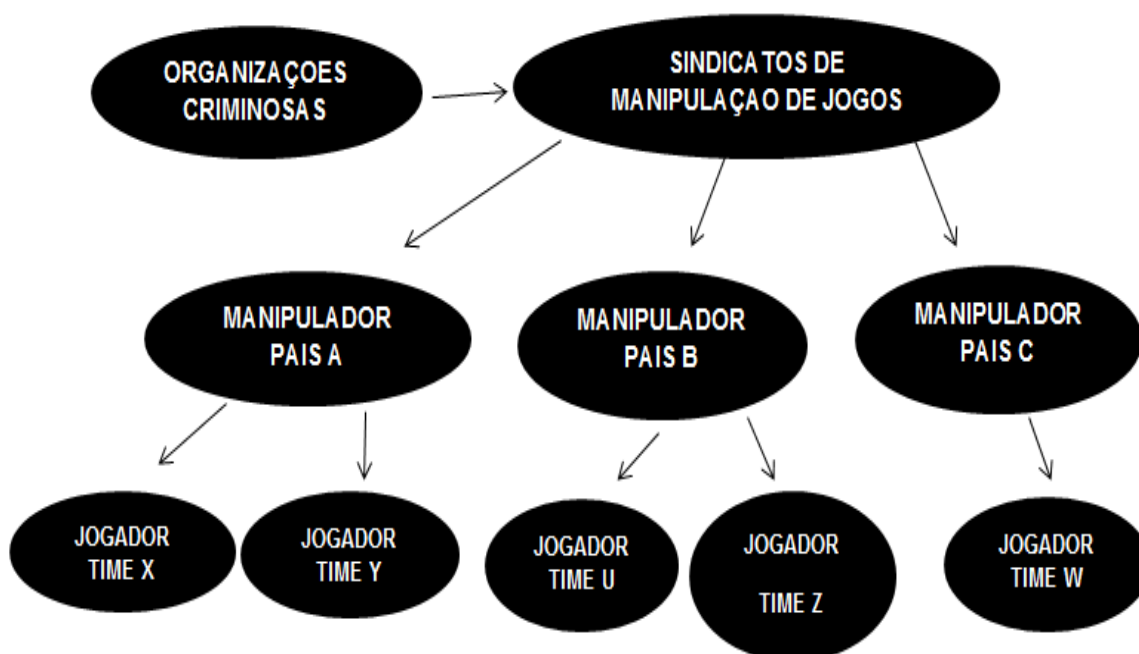 ORGANIZAÇOES
CRIMINOSAS
SINDICATOS DE
MANIPULAÇAO DE JOGOS
MANIPULADOR
PAIS A
MANIPULADOR
PAIS B
MANIPULADOR
PAIS C
JOGADOR
TIME X
JOGADOR
TIME Y
JOGADOR
TIME U
JOGADOR
TIME Z
JOGADOR
TIME W